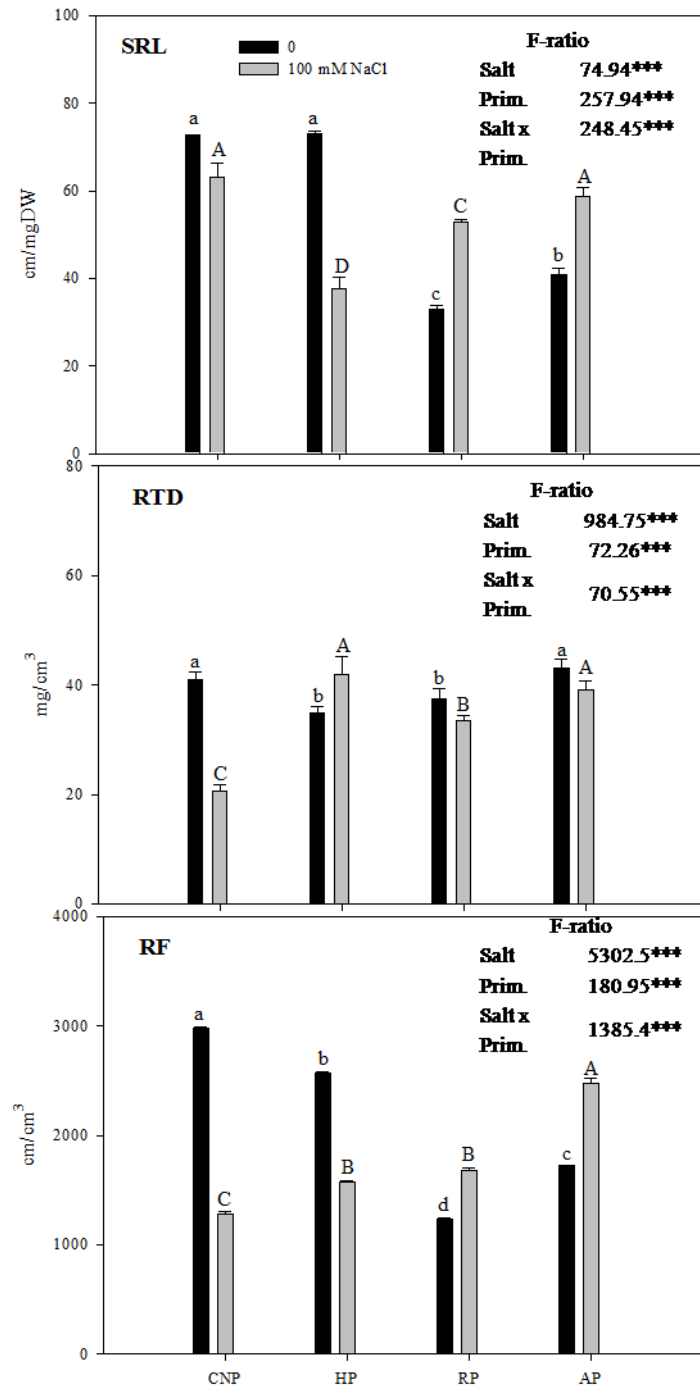 100
SRL
0
100 mM NaCl
F-ratio
Salt 74.94***
Prim. 257.94***
Salt x 248.45***
Prim.
80
a
A
a
60
C
A
cm/mgDW
40
D
c
b
20
0
80
RTD
F-ratio
Salt 984.75***
Prim. 72.26***
Salt x
Prim. 70.55***
60
mg/cm³
40
a
C
b
A
b
B
a
A
20
0
4000
RF
F-ratio
Salt 5302.5***
Prim. 180.95***
Salt x
Prim. 1385.4***
3000
a
C
b
B
d
B
c
A
cm/cm³
2000
1000
0
CNP HP RP AP